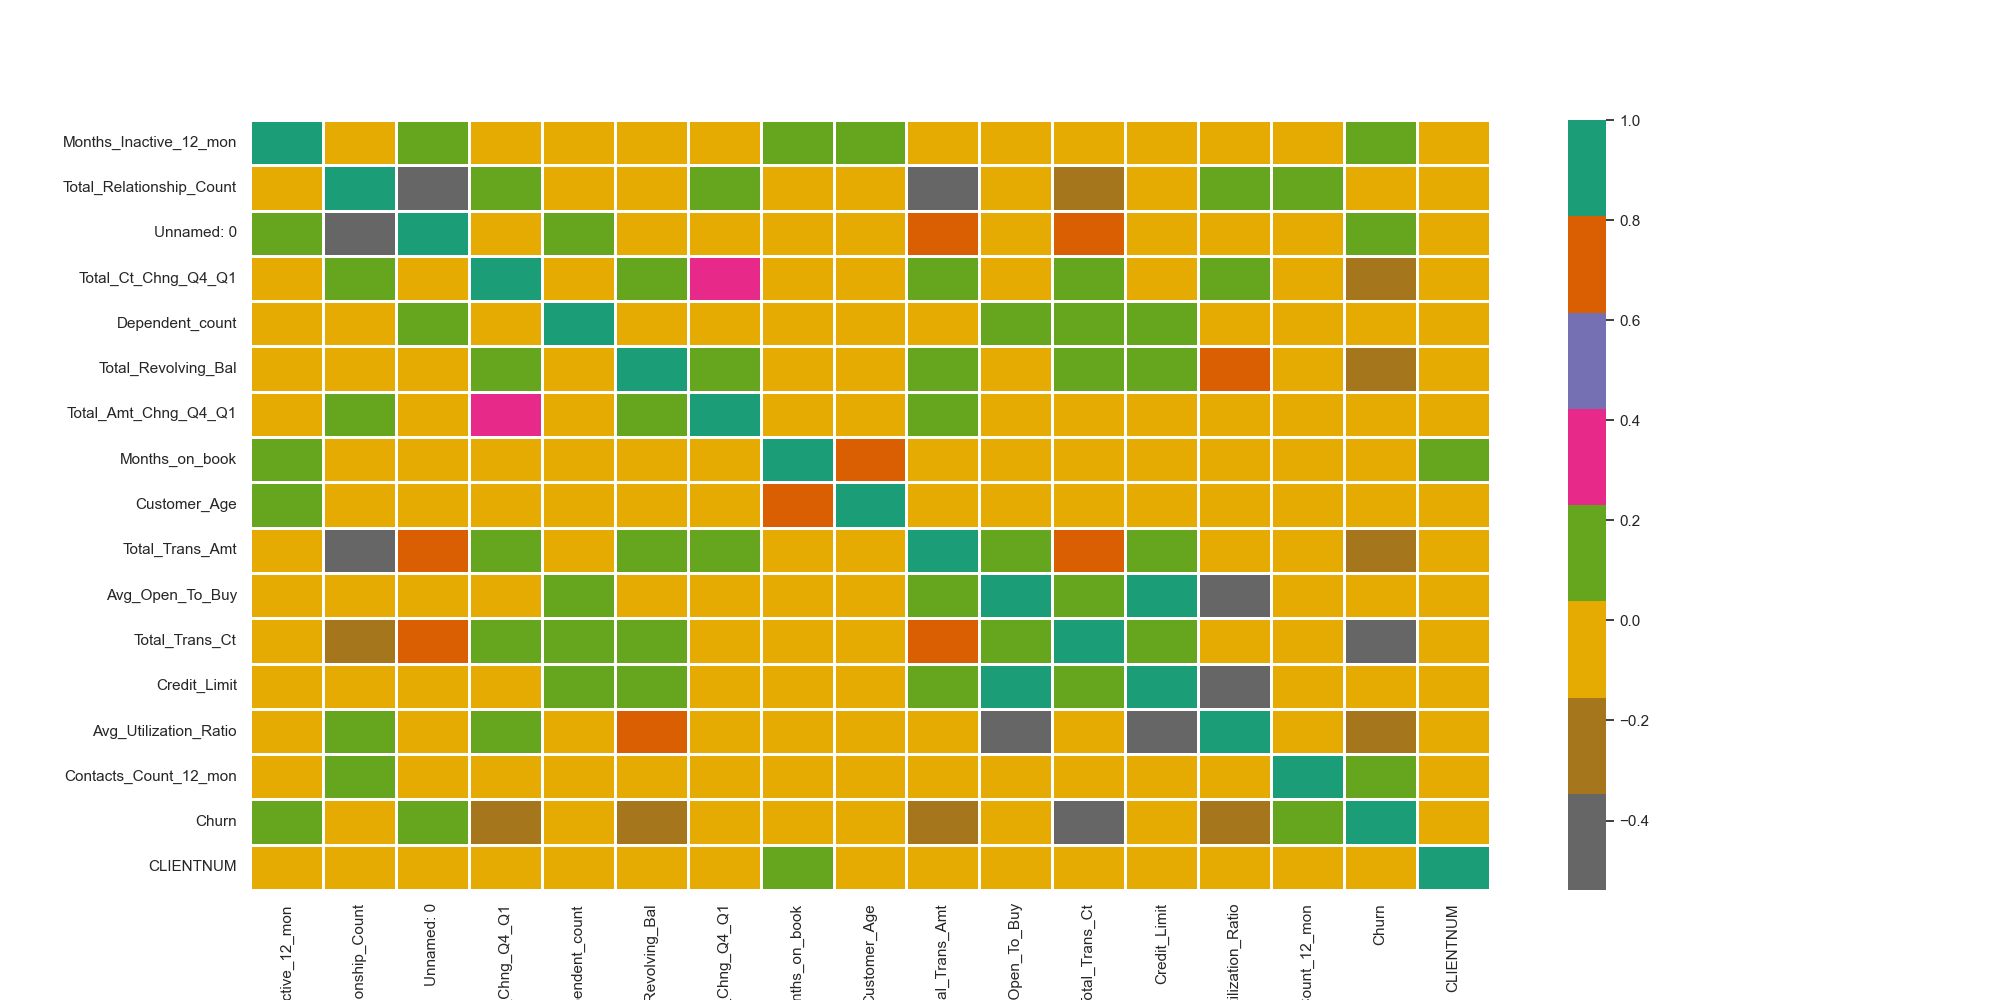 Months_Inactive_12_mon
Total_Relationship_Count
Unnamed: 0
Total_Ct_Chng_Q4_Q1
Dependent_count
Total_Revolving_Bal
Total_Amt_Chng_Q4_Q1
Months_on_book
Customer_Age
Total_Trans_Amt
Avg_Open_To_Buy
Total_Trans_Ct
Credit_Limit
Avg_Utilization_Ratio
Contacts_Count_12_mon
Churn
CLIENTNUM
ctive_12_mon
onship_Count
Unnamed: 0
Chng_Q4_Q1
endent_count
Revolving_Bal
_Chng_Q4_Q1
nths_on_book
Customer_Age
al_Trans_Amt
Open_To_Buy
Total_Trans_Ct
Credit_Limit
ilization_Ratio
ount_12_mon
Churn
CLIENTNUM
1.0
0.8
0.6
0.4
0.2
0.0
−0.2
−0.4